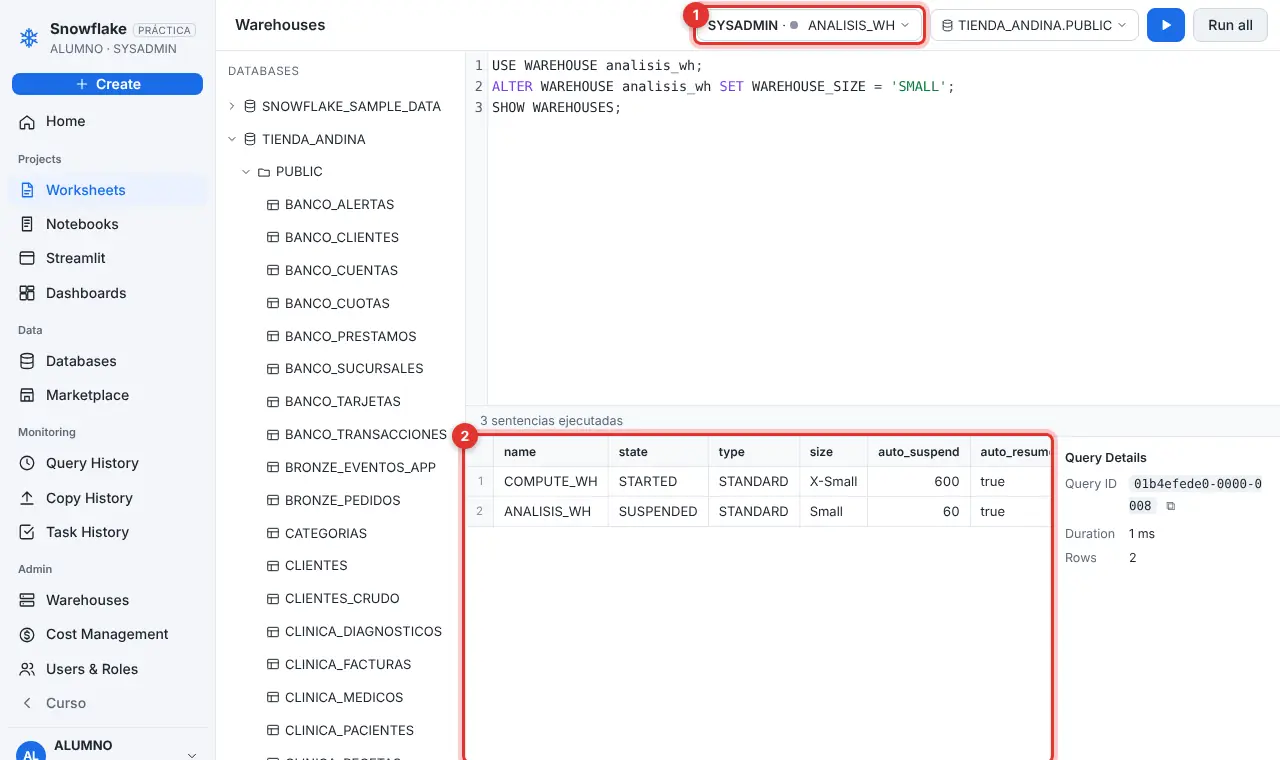 Snowflake PRÁCTICA
ALUMNO · SYSADMIN
+ Create
Home
Projects
Worksheets
Notebooks
Streamlit
Dashboards
Data
Databases
Marketplace
Monitoring
Query History
Copy History
Task History
Admin
Warehouses
Cost Management
Users & Roles
Curso
AL ALUMNO
Warehouses
1
SYSADMIN · ANALISIS_WH
TIENDA_ANDINA.PUBLIC
Run all
DATABASES
SNOWFLAKE_SAMPLE_DATA
TIENDA_ANDINA
PUBLIC
BANCO_ALERTAS
BANCO_CLIENTES
BANCO_CUENTAS
BANCO_CUOTAS
BANCO_PRESTAMOS
BANCO_SUCURSALES
BANCO_TARJETAS
BANCO_TRANSACCIONES
BRONZE_EVENTOS_APP
BRONZE_PEDIDOS
CATEGORIAS
CLIENTES
CLIENTES_CRUDO
CLINICA_DIAGNOSTICOS
CLINICA_FACTURAS
CLINICA_MEDICOS
CLINICA_PACIENTES
1 USE WAREHOUSE analisis_wh;
2 ALTER WAREHOUSE analisis_wh SET WAREHOUSE_SIZE = 'SMALL';
3 SHOW WAREHOUSES;
3 sentencias ejecutadas
2
name state type size auto_suspend auto_resum
1 COMPUTE_WH STARTED STANDARD X-Small 600 true
2 ANALISIS_WH SUSPENDED STANDARD Small 60 true
Query Details
Query ID 01b4efede0-0000-0
008
Duration 1 ms
Rows 2